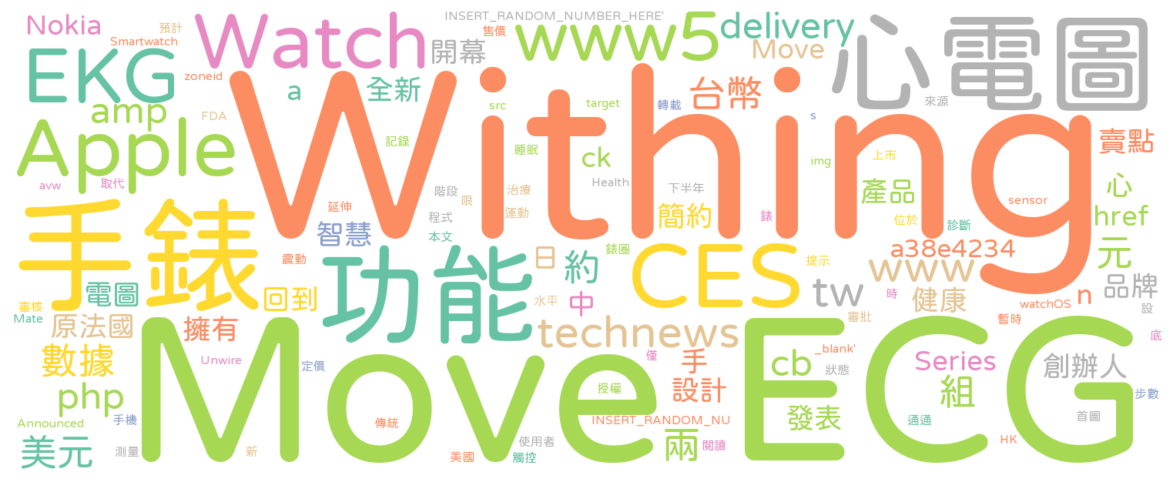 INSERT_RANDOM_NUMBER_HERE'
Nokia
預計
Smartwatch
Watch
開幕
售價
www5
delivery
Move
心電圖
EKG
zoneid
a
全新
amp
FDA
Apple
Withing
記錄
src
target
轉載
台幣
s
來源
睡眠
ck
img
賣點
上市
avw
取代
手錶
延伸
階段
限
治療
Health
下半年
產品
心
href
程式
運動
簡約
錶
位於
診斷
sensor
智慧
本文
錶圈
a38e4234
元
震動
功能
日
約
CES
提示
www
品牌
電圖
回到
水平
中
tw
時
健康
watchOS
n
設
審核
Mate
原法國
擁有
technews
審批
暫時
底
數據
Unwire
定價
Move ECG
僅
手
cb
_blank'
狀態
Series
創辦人
php
手機
授權
設計
組
步數
Announced
傳統
INSERT_RANDOM_NU
發表
通通
首圖
美元
測量
新
美國
使用者
觸控
兩
閱讀
HK